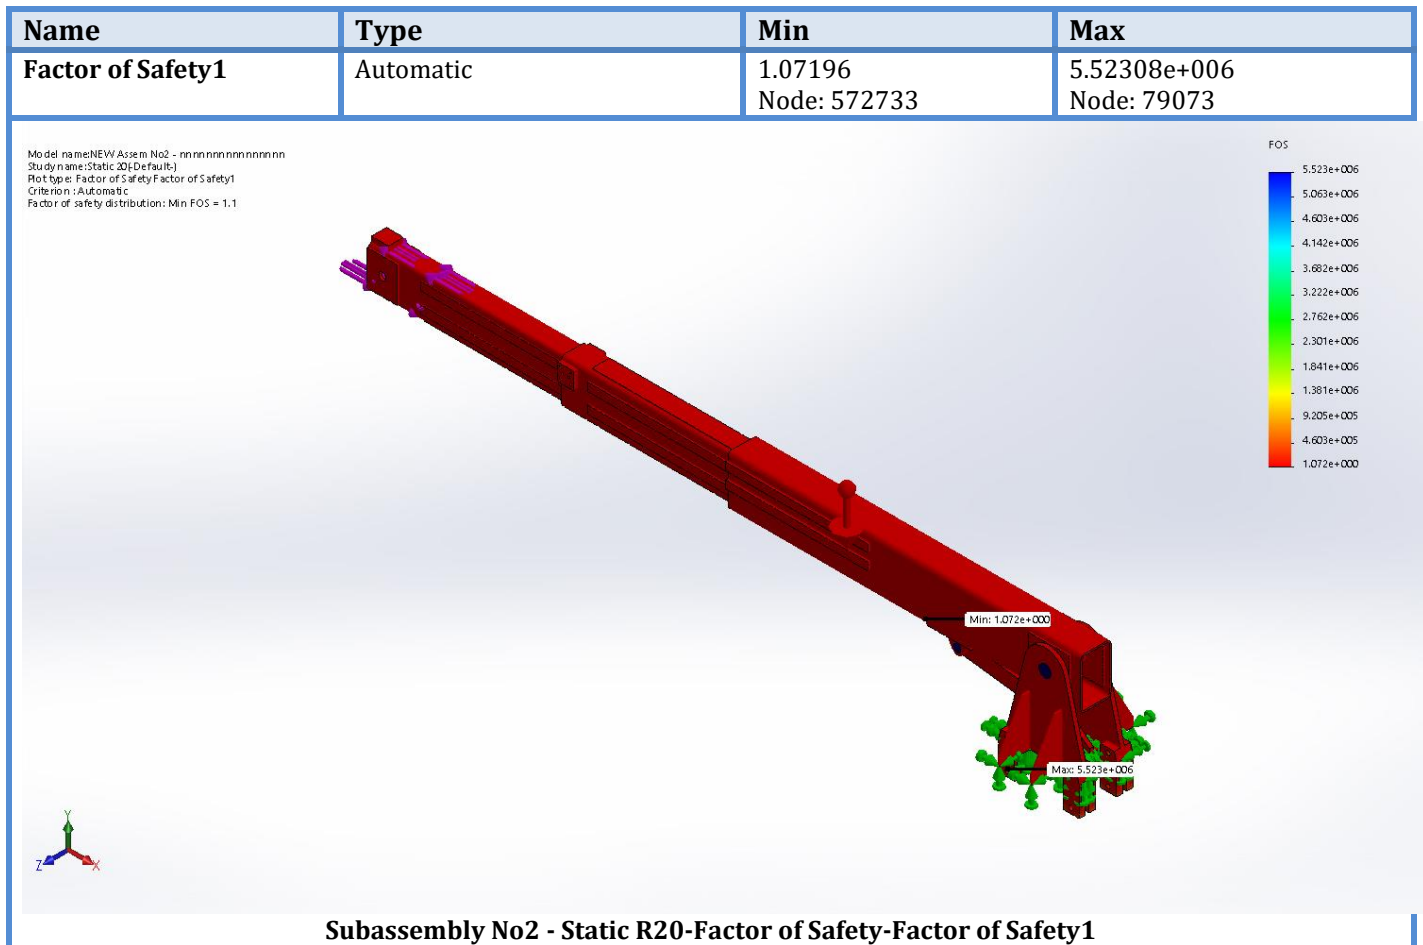 Name Type Min Max
Factor of Safety1 Automatic 1.07196 5.52308e+006
Node: 572733 Node: 79073
Model name:NEW Assem No2 - nnnnnnnnnnnnnnnn
Study name:Static 20(-Default-)
Plot type: Factor of Safety Factor of Safety1
Criterion : Automatic
Factor of safety distribution: Min FOS = 1.1
FOS
5.523e+006
5.063e+006
4.603e+006
4.142e+006
3.682e+006
3.222e+006
2.762e+006
2.301e+006
1.841e+006
1.381e+006
9.205e+005
4.603e+005
1.072e+000
Min: 1.072e+000
Max: 5.523e+006
Y
Z
X
Subassembly No2 - Static R20-Factor of Safety-Factor of Safety1